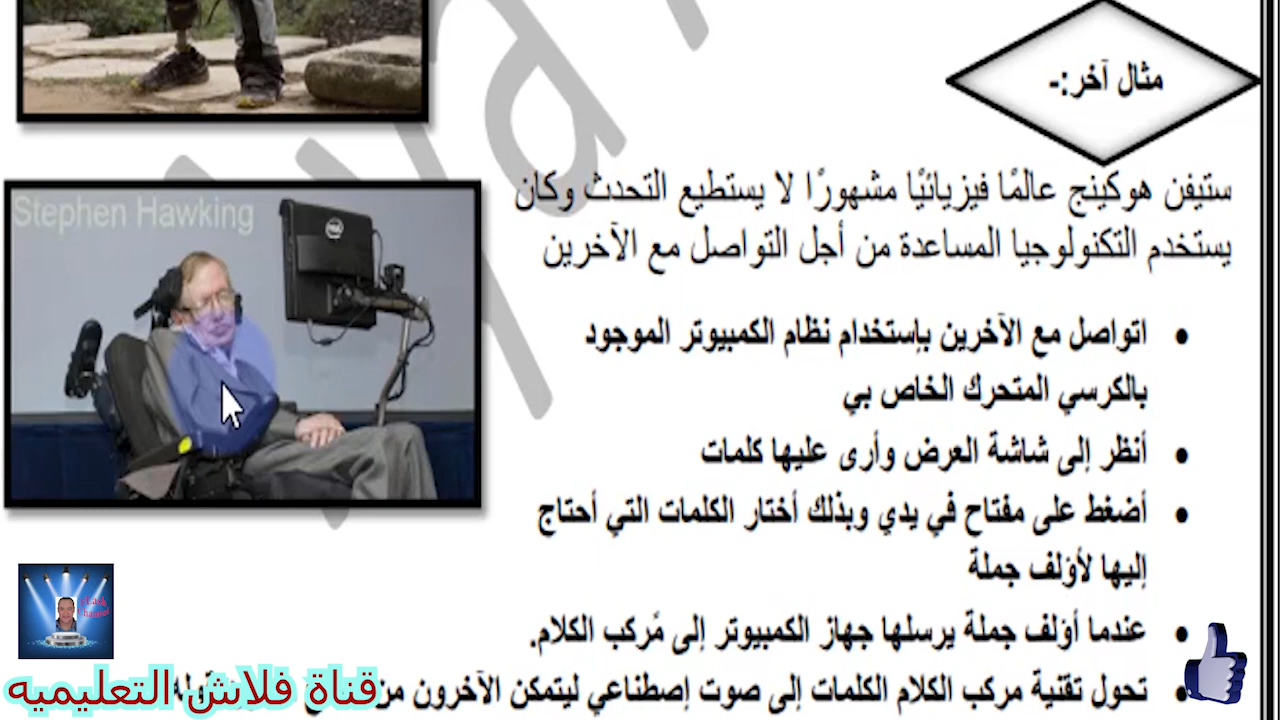 مثال آخر:-
Stephen Hawking
ستيفن هوكينج عالمًا فيزيائيًا مشهورًا لا يستطيع التحدث وكان
يستخدم التكنولوجيا المساعدة من أجل التواصل مع الآخرين
• اتواصل مع الآخرين بإستخدام نظام الكمبيوتر الموجود
بالكرسي المتحرك الخاص بي
• أنظر إلى شاشة العرض وأرى عليها كلمات
• أضغط على مفتاح في يدي وبذلك أختار الكلمات التي أحتاج
إليها لأؤلف جملة
• عندما أؤلف جملة يرسلها جهاز الكمبيوتر إلى مُركب الكلام.
• تحول تقنية مركب الكلام الكلمات إلى صوت إصطناعي ليتمكن الآخرون من
قناة فلاش التعليميه